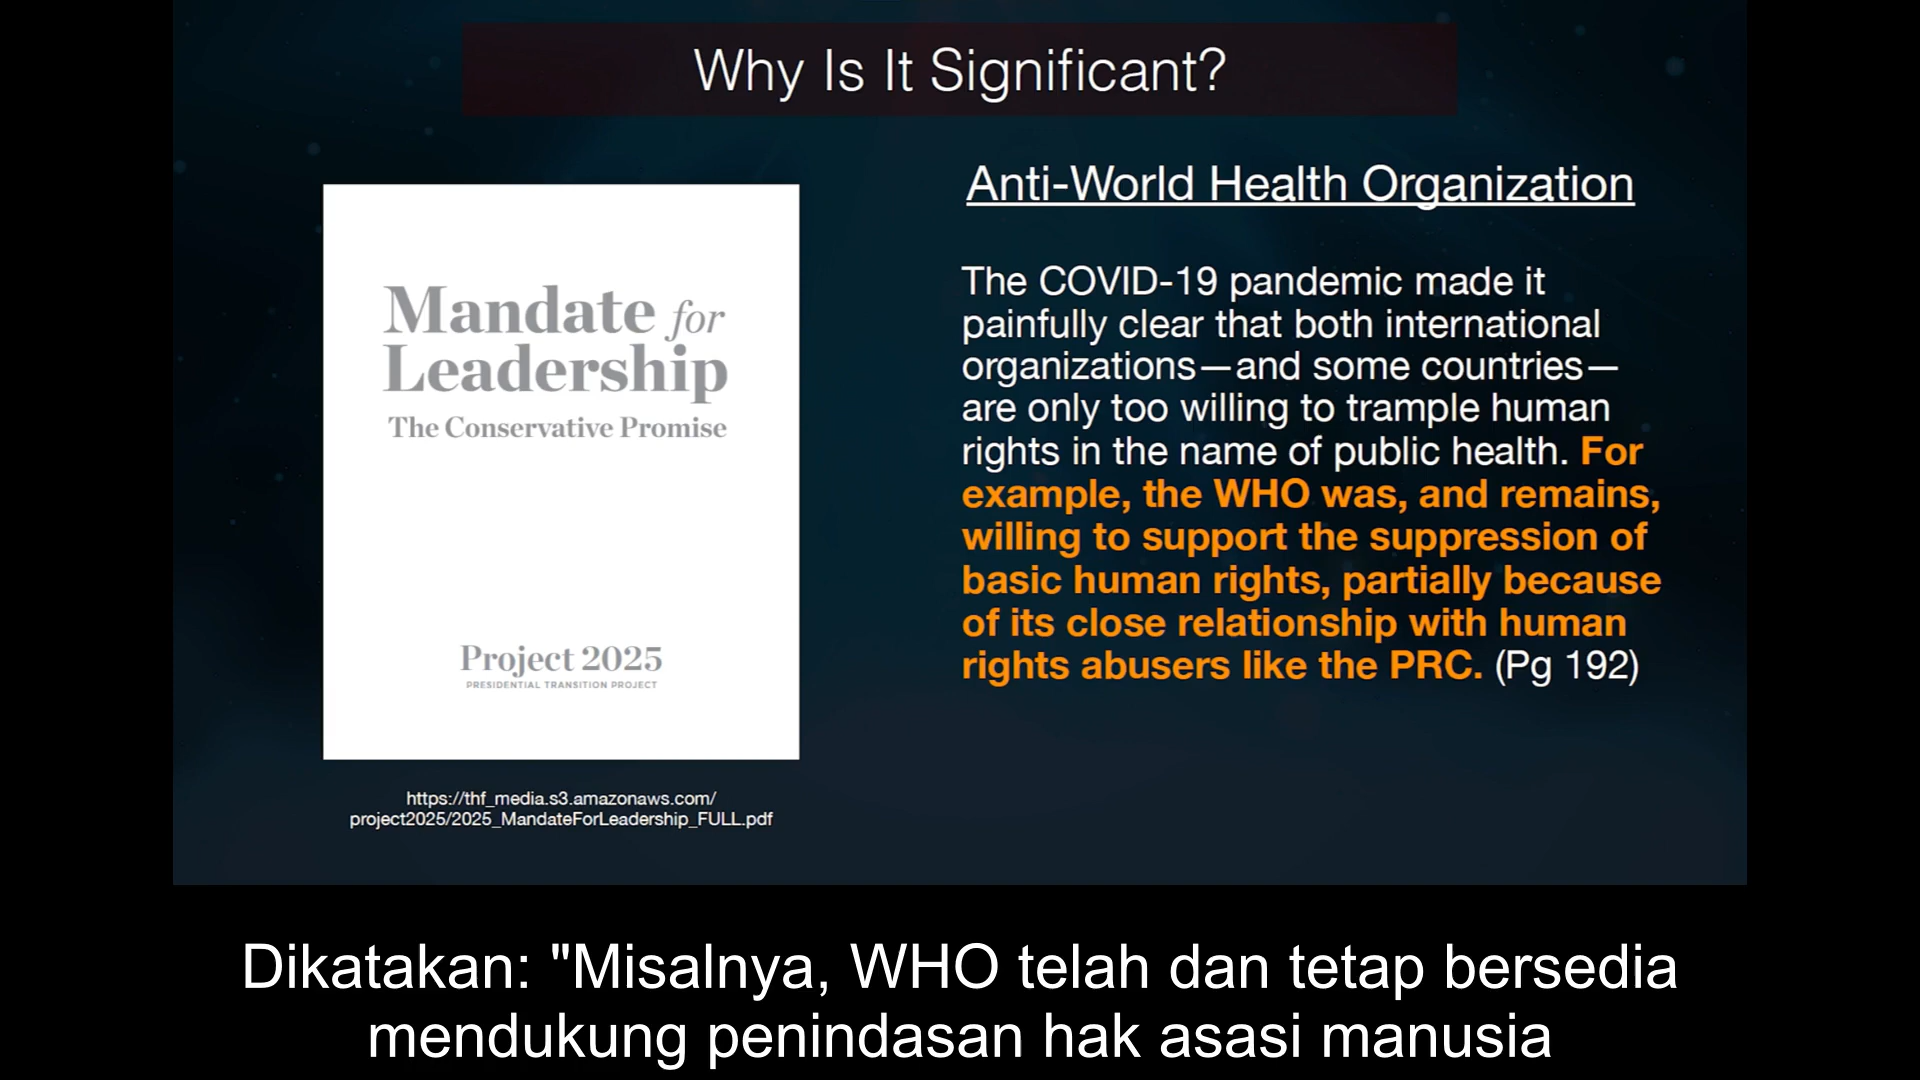 Why Is It Significant?
Mandate for
Leadership
The Conservative Promise
Project 2025
PRESIDENTIAL TRANSITION PROJECT
https://thf_media.s3.amazonaws.com/
project2025/2025_MandateForLeadership_FULL.pdf
Anti-World Health Organization
The COVID-19 pandemic made it
painfully clear that both international
organizations—and some countries—
are only too willing to trample human
rights in the name of public health. For
example, the WHO was, and remains,
willing to support the suppression of
basic human rights, partially because
of its close relationship with human
rights abusers like the PRC. (Pg 192)
Dikatakan: "Misalnya, WHO telah dan tetap bersedia
mendukung penindasan hak asasi manusia